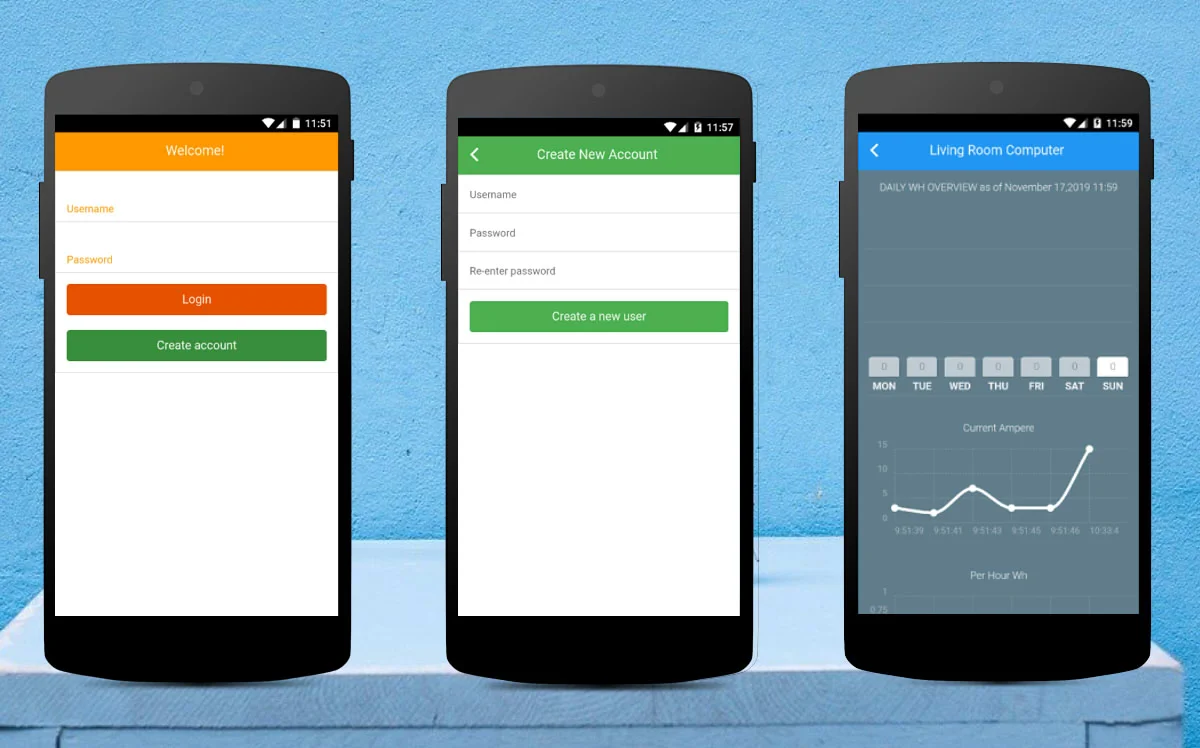 11:51
Welcome!
Username
Password
Login
Create account
11:57
Create New Account
Username
Password
Re-enter password
Create a new user
11:59
Living Room Computer
DAILY WH OVERVIEW as of November 17,2019 11:59
0 0 0 0 0 0 0
MON TUE WED THU FRI SAT SUN
Current Ampere
15
10
5
0
9:51:39 9:51:41 9:51:43 9:51:45 9:51:46 10:33:4
Per Hour Wh
1
0.75